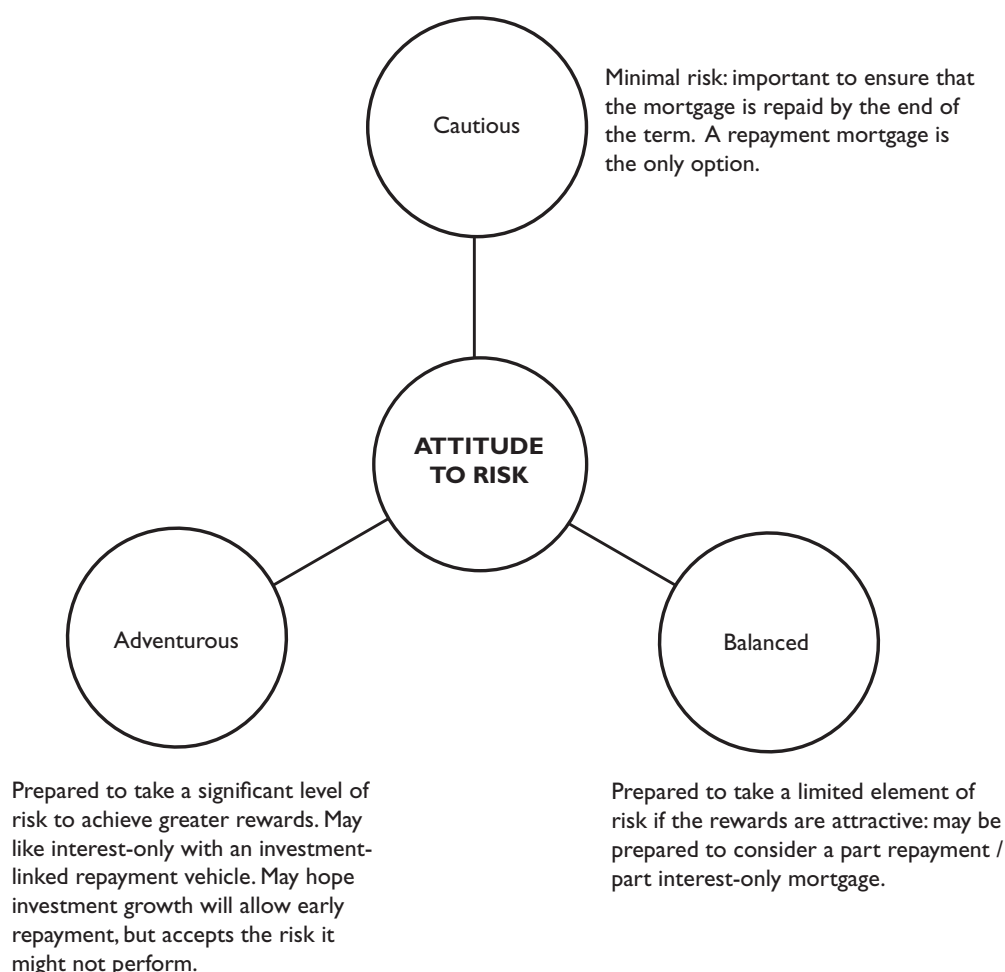 Cautious
Minimal risk: important to ensure that
the mortgage is repaid by the end of
the term. A repayment mortgage is
the only option.
ATTITUDE
TO RISK
Adventurous
Balanced
Prepared to take a significant level of
risk to achieve greater rewards. May
like interest-only with an investment-
linked repayment vehicle. May hope
investment growth will allow early
repayment, but accepts the risk it
might not perform.
Prepared to take a limited element of
risk if the rewards are attractive: may be
prepared to consider a part repayment /
part interest-only mortgage.